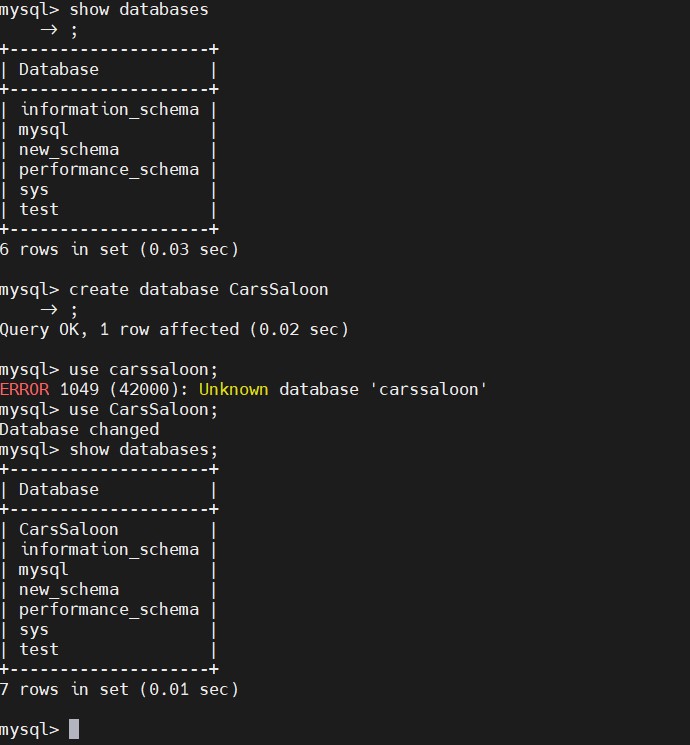 mysql> show databases
    -> ;
+--------------------+
| Database           |
+--------------------+
| information_schema |
| mysql              |
| new_schema         |
| performance_schema |
| sys                |
| test               |
+--------------------+
6 rows in set (0.03 sec)

mysql> create database CarsSaloon
    -> ;
Query OK, 1 row affected (0.02 sec)

mysql> use carssaloon;
ERROR 1049 (42000): Unknown database 'carssaloon'
mysql> use CarsSaloon;
Database changed
mysql> show databases;
+--------------------+
| Database           |
+--------------------+
| CarsSaloon         |
| information_schema |
| mysql              |
| new_schema         |
| performance_schema |
| sys                |
| test               |
+--------------------+
7 rows in set (0.01 sec)

mysql>